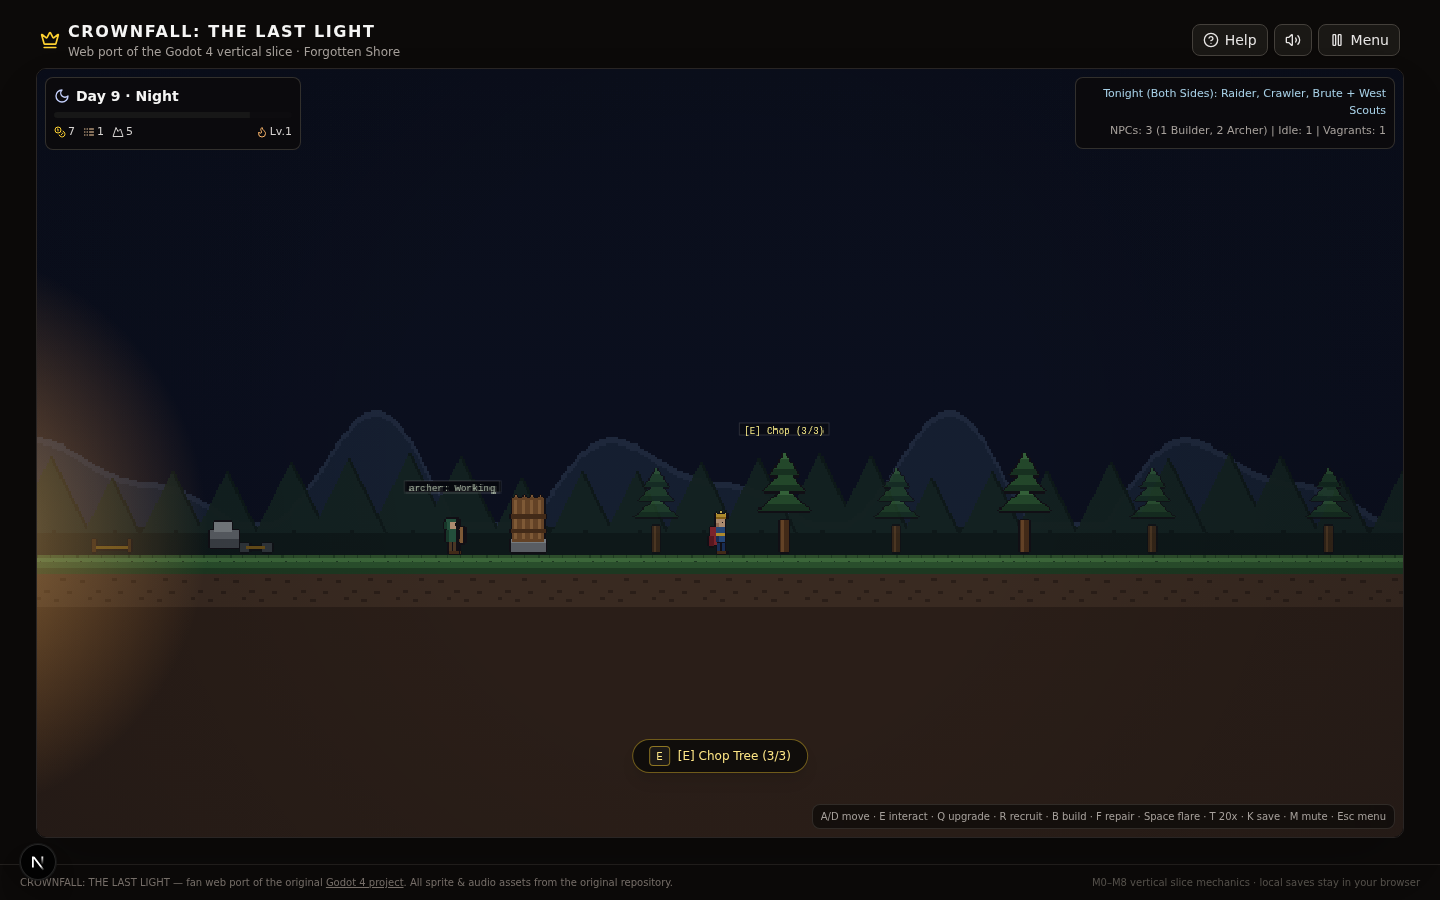 CROWNFALL: THE LAST LIGHT
Web port of the Godot 4 vertical slice · Forgotten Shore
Help
Menu
Day 9 · Night
7 1 5 Lv.1
Tonight (Both Sides): Raider, Crawler, Brute + West
Scouts
NPCs: 3 (1 Builder, 2 Archer) | Idle: 1 | Vagrants: 1
[E] Chop (3/3)
archer: Working
E [E] Chop Tree (3/3)
A/D move · E interact · Q upgrade · R recruit · B build · F repair · Space flare · T 20x · K save · M mute · Esc menu
N
CROWNFALL: THE LAST LIGHT — fan web port of the original Godot 4 project. All sprite & audio assets from the original repository.
M0–M8 vertical slice mechanics · local saves stay in your browser